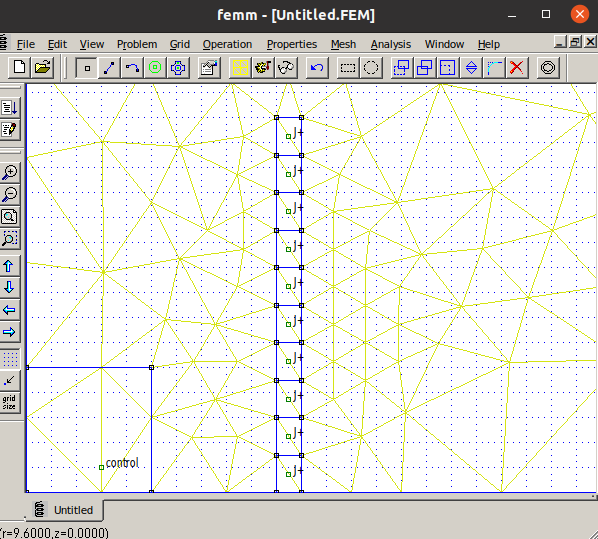 femm - [Untitled.FEM]
File Edit View Problem Grid Operation Properties Mesh Analysis Window Help
J+
J+
J+
J+
J+
J+
J+
grid
size
J+
J+
control
J+
Untitled
(r=9.6000,z=0.0000)